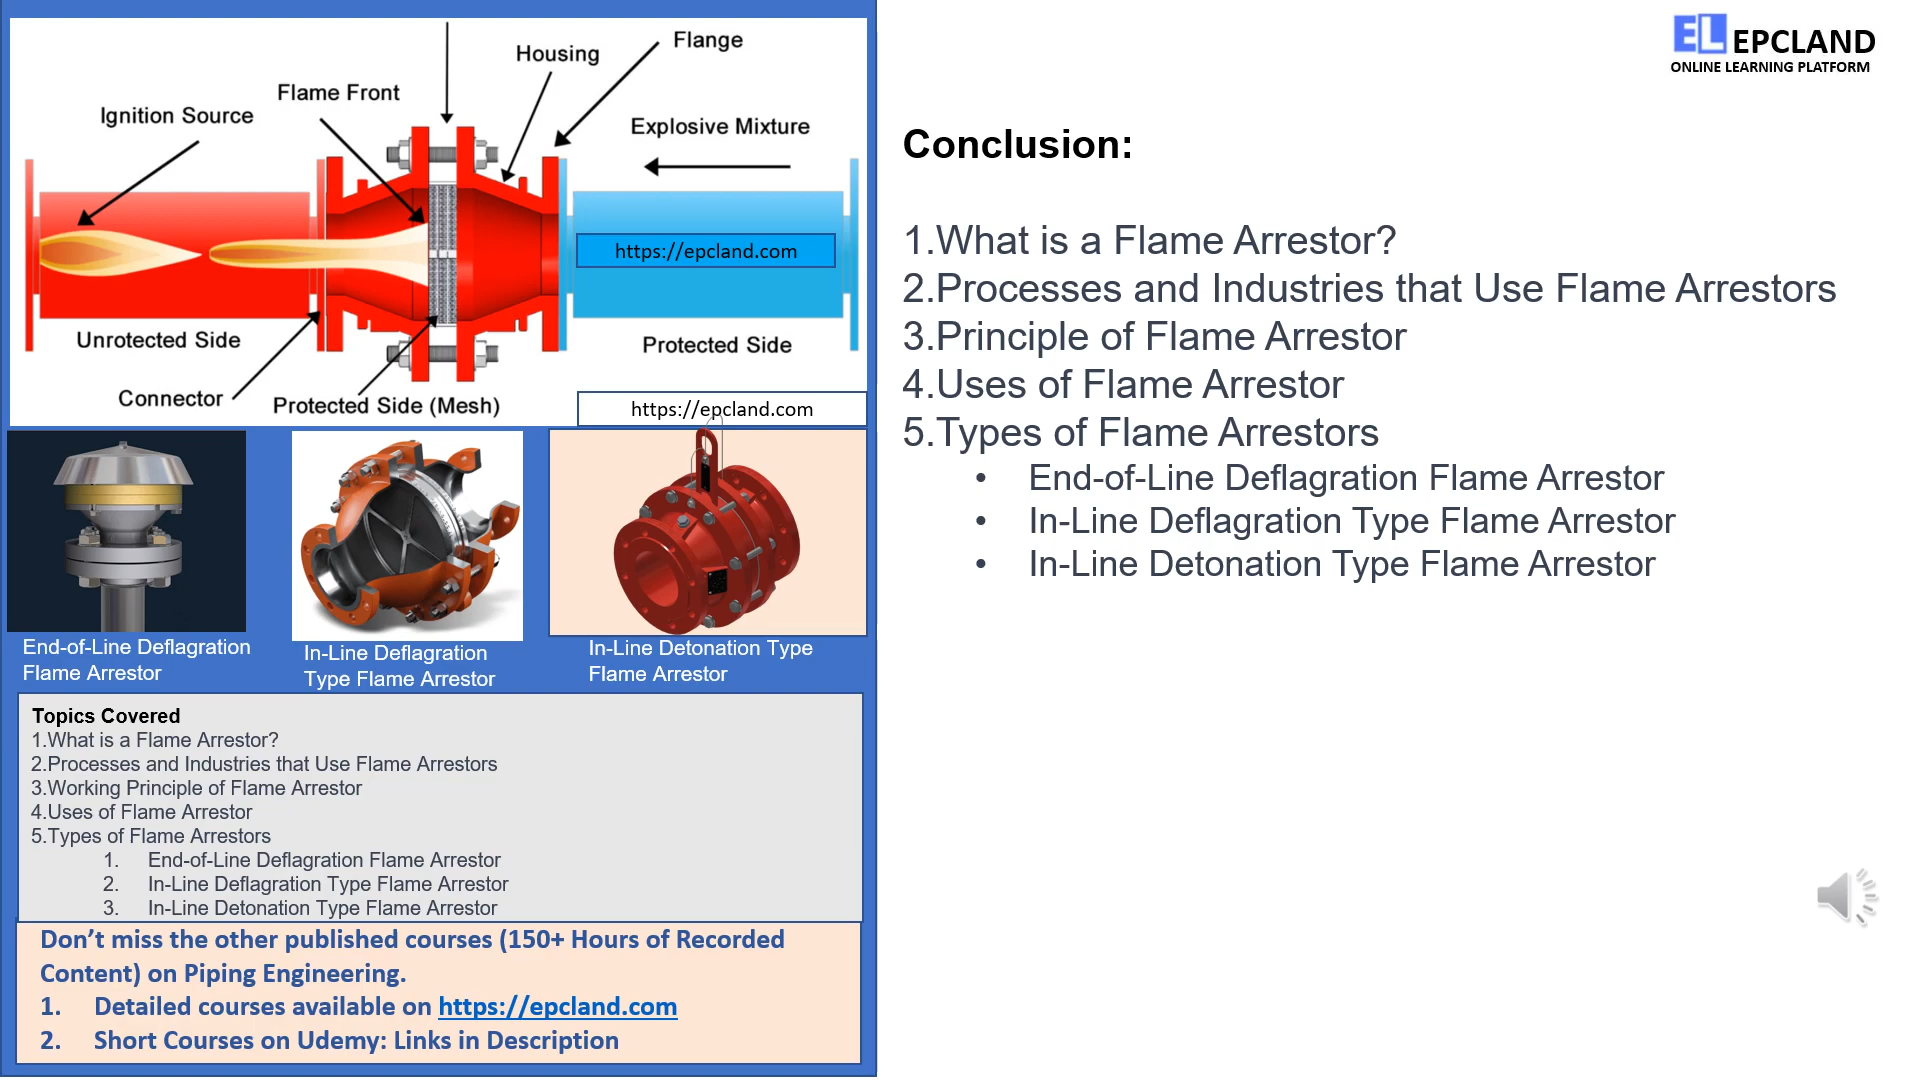 Housing
Flange
Flame Front
Ignition Source
Explosive Mixture
https://epcland.com
Unrotected Side
Protected Side
Connector
Protected Side (Mesh)
https://epcland.com
End-of-Line Deflagration
Flame Arrestor
In-Line Deflagration
Type Flame Arrestor
In-Line Detonation Type
Flame Arrestor
Topics Covered
1.What is a Flame Arrestor?
2.Processes and Industries that Use Flame Arrestors
3.Working Principle of Flame Arrestor
4.Uses of Flame Arrestor
5.Types of Flame Arrestors
1. End-of-Line Deflagration Flame Arrestor
2. In-Line Deflagration Type Flame Arrestor
3. In-Line Detonation Type Flame Arrestor
Don’t miss the other published courses (150+ Hours of Recorded
Content) on Piping Engineering.
1. Detailed courses available on https://epcland.com
2. Short Courses on Udemy: Links in Description
EL EPCLAND
ONLINE LEARNING PLATFORM
Conclusion:
1.What is a Flame Arrestor?
2.Processes and Industries that Use Flame Arrestors
3.Principle of Flame Arrestor
4.Uses of Flame Arrestor
5.Types of Flame Arrestors
• End-of-Line Deflagration Flame Arrestor
• In-Line Deflagration Type Flame Arrestor
• In-Line Detonation Type Flame Arrestor